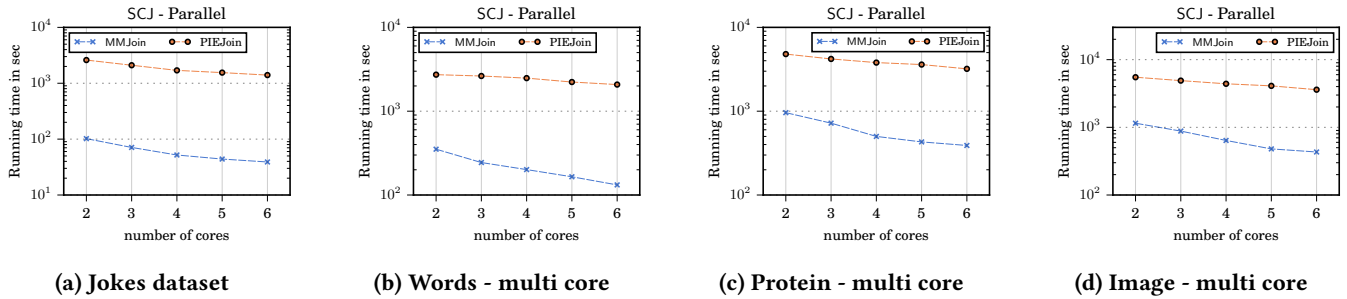 SCJ - Parallel
MMJoin PIEJoin
Running time in sec
10^4
10^3
10^2
10^1
2 3 4 5 6
number of cores
(a) Jokes dataset
SCJ - Parallel
MMJoin PIEJoin
Running time in sec
10^4
10^3
10^2
2 3 4 5 6
number of cores
(b) Words - multi core
SCJ - Parallel
MMJoin PIEJoin
Running time in sec
10^4
10^3
10^2
2 3 4 5 6
number of cores
(c) Protein - multi core
SCJ - Parallel
MMJoin PIEJoin
Running time in sec
10^4
10^3
10^2
2 3 4 5 6
number of cores
(d) Image - multi core